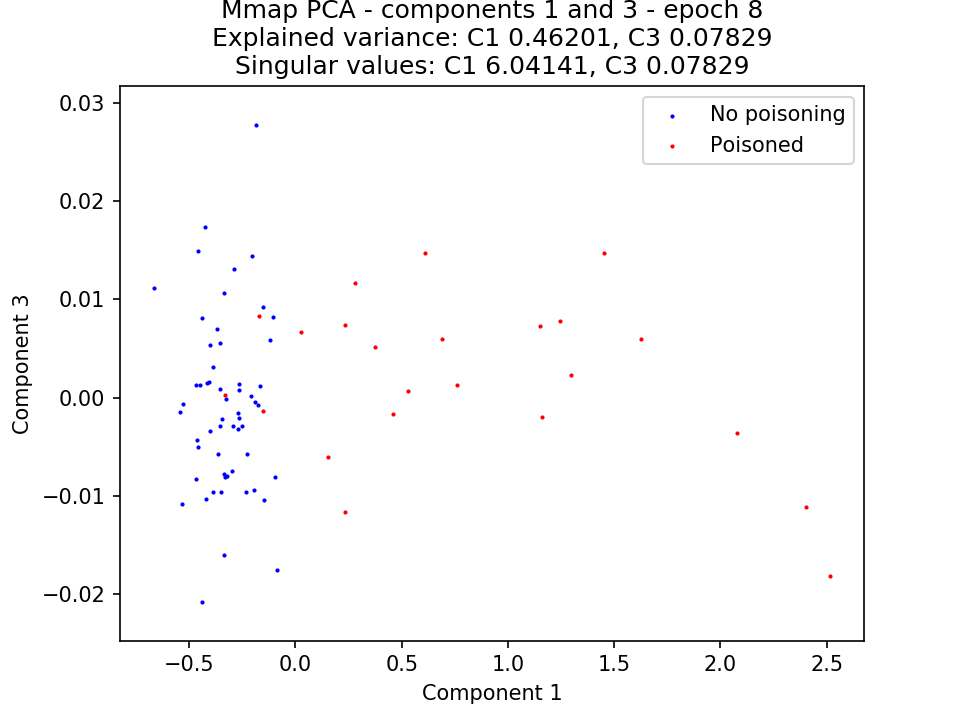 Mmap PCA - components 1 and 3 - epoch 8
Explained variance: C1 0.46201, C3 0.07829
Singular values: C1 6.04141, C3 0.07829
No poisoning
Poisoned
0.03
0.02
0.01
0.00
−0.01
−0.02
Component 3
−0.5
0.0
0.5
1.0
1.5
2.0
2.5
Component 1